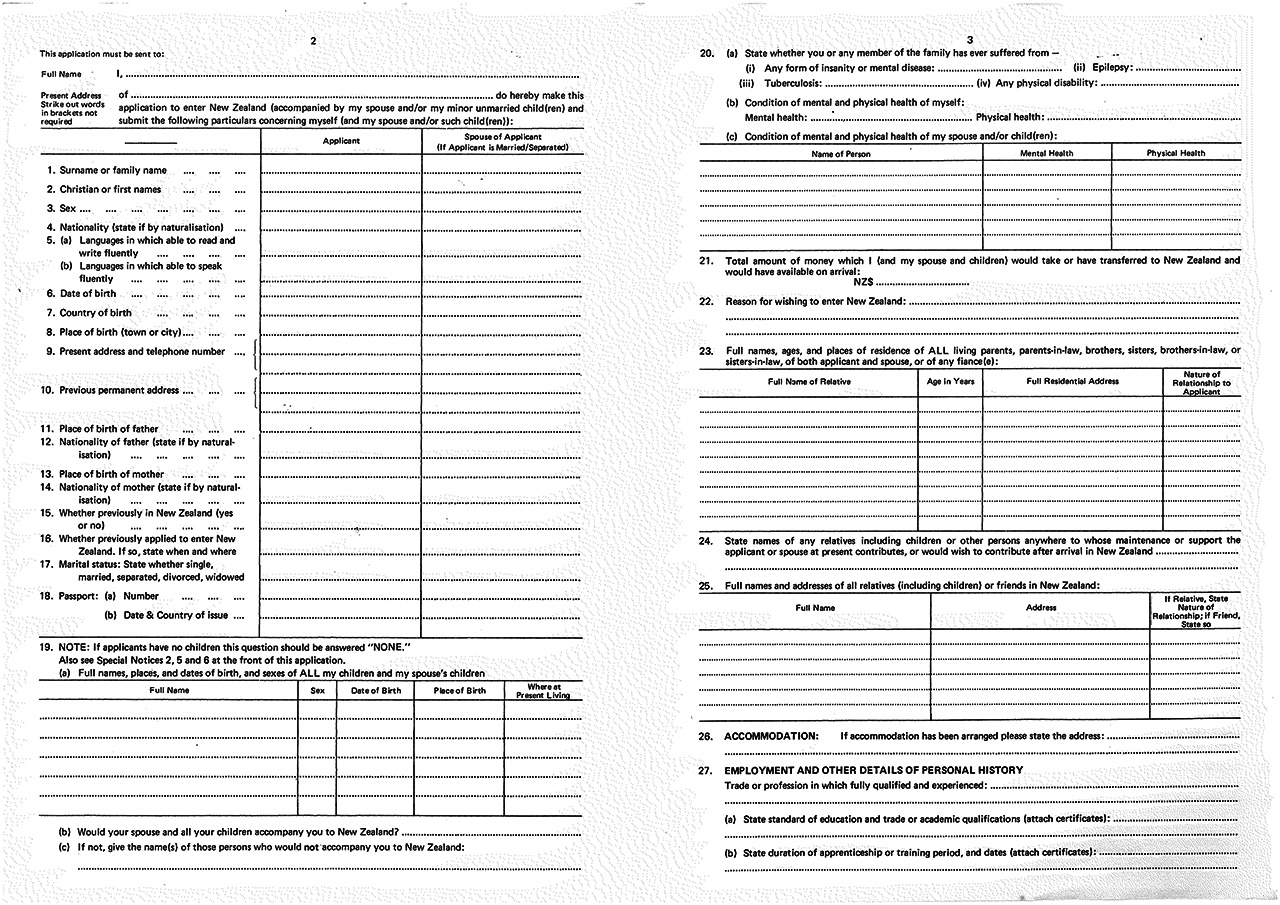 2
This application must be sent to:
Full Name I, ....................
Present Address of .................... do hereby make this
Strike out words in brackets not required
application to enter New Zealand (accompanied by my spouse and/or my minor unmarried child(ren) and
submit the following particulars concerning myself (and my spouse and/or such child(ren)):
Applicant
Spouse of Applicant
(If Applicant is Married/Separated)
1. Surname or family name .... .... ....
2. Christian or first names .... .... ....
3. Sex .... .... .... .... .... .... ....
4. Nationality (state if by naturalisation) ....
5. (a) Languages in which able to read and
write fluently .... .... .... ....
(b) Languages in which able to speak
fluently .... .... .... .... ....
6. Date of birth .... .... .... .... ....
7. Country of birth .... .... .... ....
8. Place of birth (town or city).... .... ....
9. Present address and telephone number ....
10. Previous permanent address .... .... ....
11. Place of birth of father .... .... ....
12. Nationality of father (state if by natural-
isation) .... .... .... .... ....
13. Place of birth of mother .... .... ....
14. Nationality of mother (state if by natural-
isation) .... .... .... .... ....
15. Whether previously in New Zealand (yes
or no) .... .... .... .... ....
16. Whether previously applied to enter New
Zealand. If so, state when and where
17. Marital status: State whether single,
married, separated, divorced, widowed
18. Passport: (a) Number .... .... ....
(b) Date & Country of issue ....
19. NOTE: If applicants have no children this question should be answered "NONE."
Also see Special Notices 2, 5 and 6 at the front of this application.
(a) Full names, places, and dates of birth, and sexes of ALL my children and my spouse's children
Full Name
Sex
Date of Birth
Place of Birth
Where at
Present Living
(b) Would your spouse and all your children accompany you to New Zealand? ....................
(c) If not, give the name(s) of those persons who would not accompany you to New Zealand:
3
20. (a) State whether you or any member of the family has ever suffered from —
(i) Any form of insanity or mental disease: .................... (ii) Epilepsy: ....................
(iii) Tuberculosis: .................... (iv) Any physical disability: ....................
(b) Condition of mental and physical health of myself:
Mental health: .................... Physical health: ....................
(c) Condition of mental and physical health of my spouse and/or child(ren):
Name of Person
Mental Health
Physical Health
21. Total amount of money which I (and my spouse and children) would take or have transferred to New Zealand and
would have available on arrival:
NZ$ ....................
22. Reason for wishing to enter New Zealand: ....................
23. Full names, ages, and places of residence of ALL living parents, parents-in-law, brothers, sisters, brothers-in-law, or
sisters-in-law, of both applicant and spouse, or of any fiance(e):
Full Name of Relative
Age in Years
Full Residential Address
Nature of
Relationship to
Applicant
24. State names of any relatives including children or other persons anywhere to whose maintenance or support the
applicant or spouse at present contributes, or would wish to contribute after arrival in New Zealand ....................
25. Full names and addresses of all relatives (including children) or friends in New Zealand:
Full Name
Address
If Relative, State
Nature of
Relationship; if Friend,
State so
26. ACCOMMODATION: If accommodation has been arranged please state the address: ....................
27. EMPLOYMENT AND OTHER DETAILS OF PERSONAL HISTORY
Trade or profession in which fully qualified and experienced: ....................
(a) State standard of education and trade or academic qualifications (attach certificates): ....................
(b) State duration of apprenticeship or training period, and dates (attach certificates): ....................